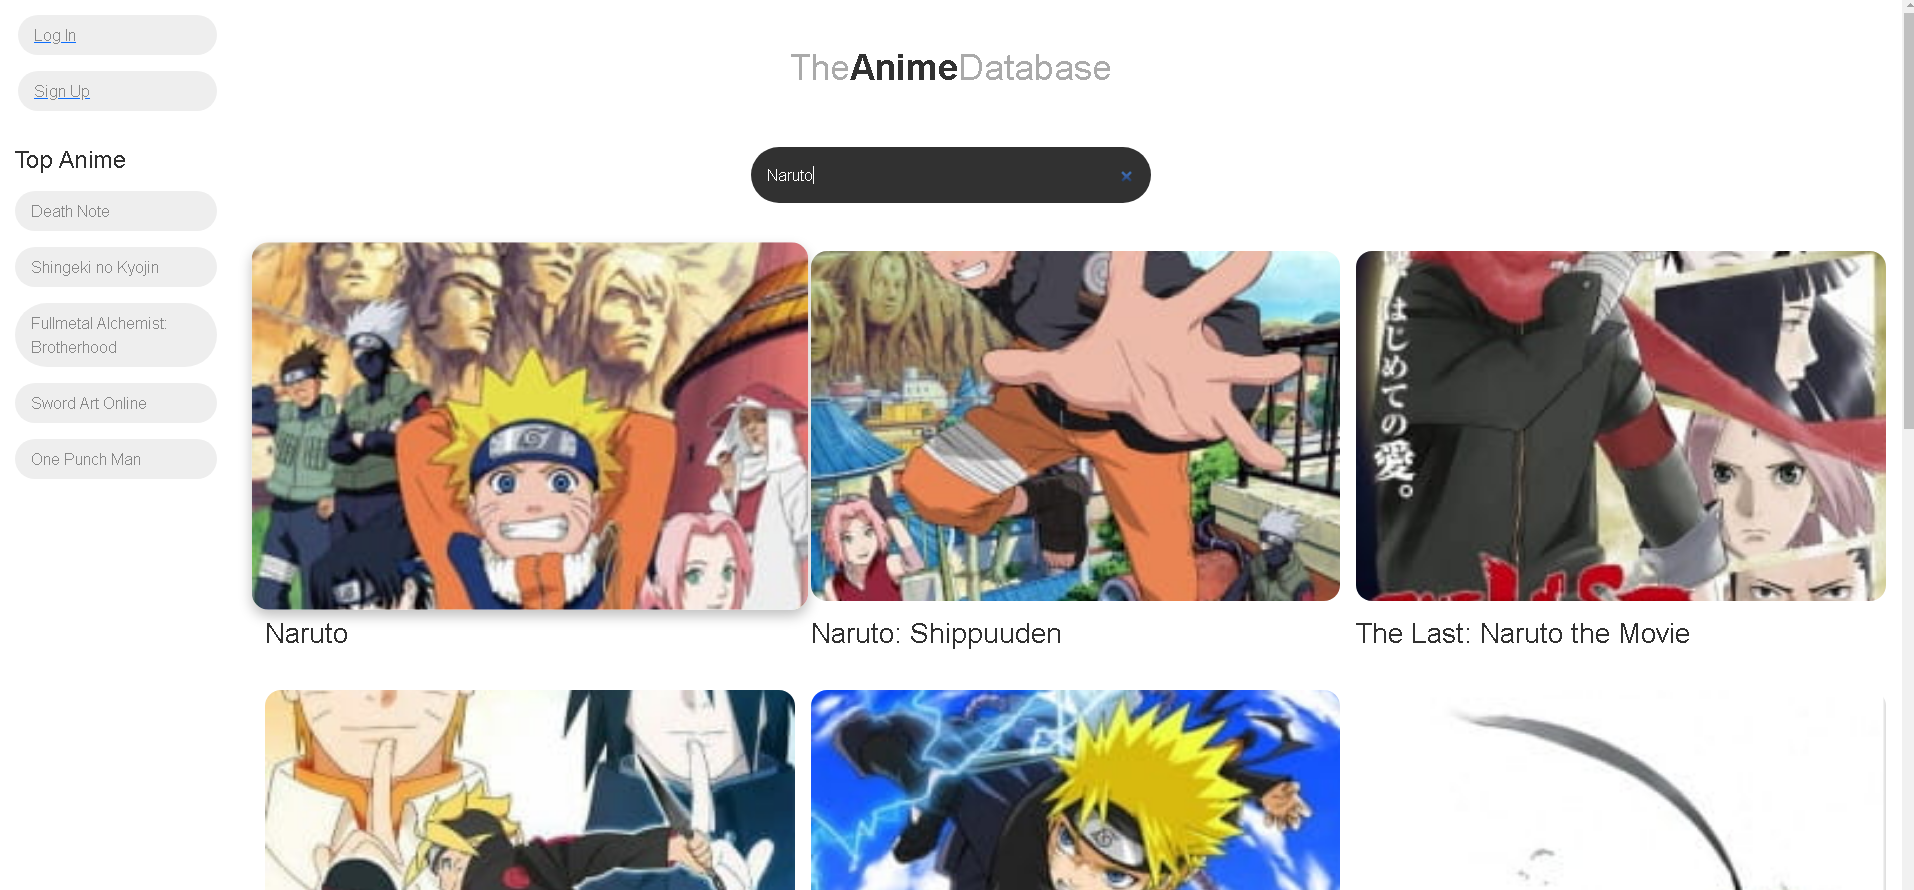 Log In
Sign Up
TheAnimeDatabase
Top Anime
Death Note
Shingeki no Kyojin
Fullmetal Alchemist:
Brotherhood
Sword Art Online
One Punch Man
Naruto
はじめての愛。
Naruto
Naruto: Shippuuden
The Last: Naruto the Movie